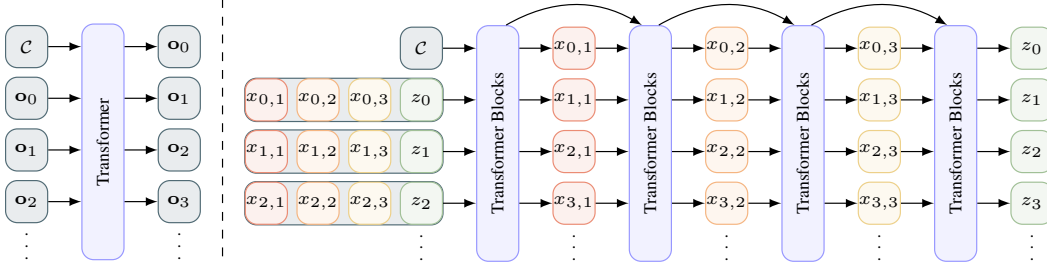 𝒞 Transformer 𝐨₀
𝐨₀ 𝐨₁
𝐨₁ 𝐨₂
𝐨₂ 𝐨₃
⋮ ⋮
𝒞 Transformer Blocks x₀,₁ Transformer Blocks x₀,₂ Transformer Blocks x₀,₃ Transformer Blocks z₀
x₀,₁ x₀,₂ x₀,₃ z₀ x₁,₁ x₁,₂ x₁,₃ z₁
x₁,₁ x₁,₂ x₁,₃ z₁ x₂,₁ x₂,₂ x₂,₃ z₂
x₂,₁ x₂,₂ x₂,₃ z₂ x₃,₁ x₃,₂ x₃,₃ z₃
⋮ ⋮ ⋮ ⋮ ⋮